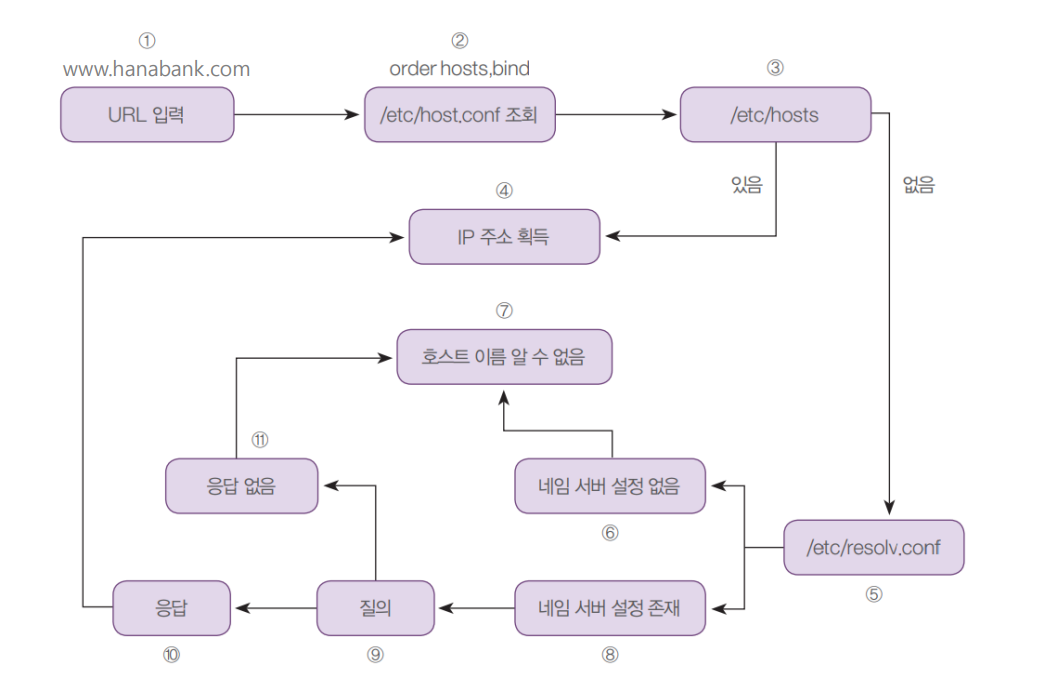 ①
www.hanabank.com
URL 입력
②
order hosts,bind
/etc/host.conf 조회
③
/etc/hosts
있음
없음
④
IP 주소 획득
⑦
호스트 이름 알 수 없음
⑪
응답 없음
네임 서버 설정 없음
⑥
/etc/resolv.conf
⑤
응답
⑩
질의
⑨
네임 서버 설정 존재
⑧